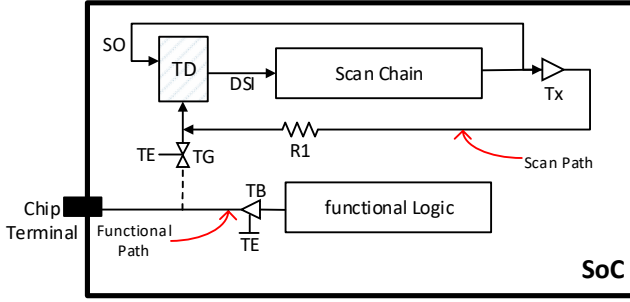 SO
TD
DSI
Scan Chain
Tx
TE
TG
R1
Scan Path
Chip
Terminal
Functional
Path
TB
TE
functional Logic
SoC